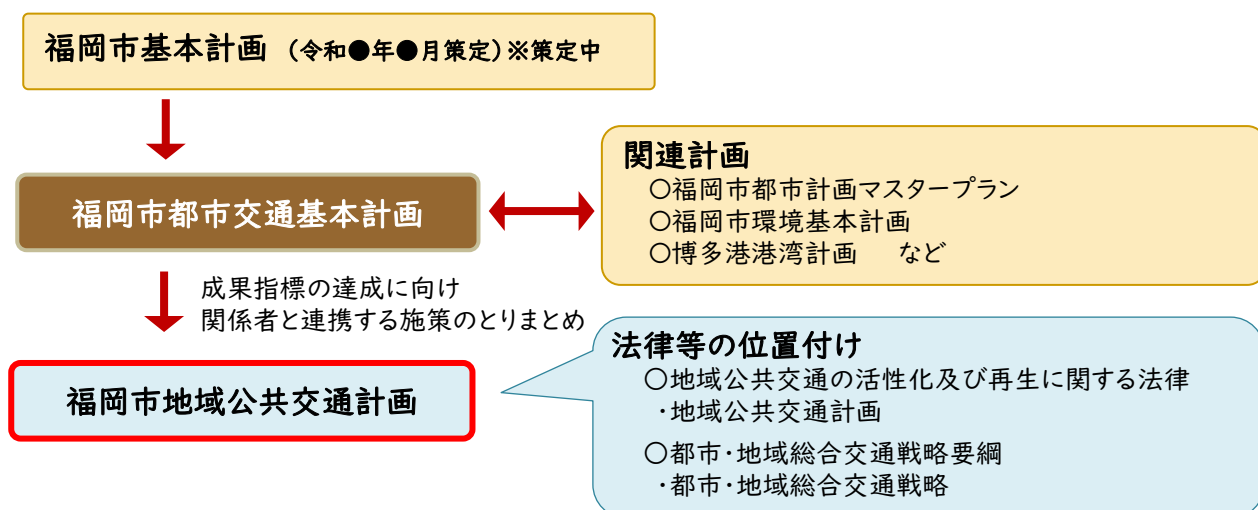 福岡市基本計画 (令和●年●月策定)※策定中
関連計画
〇福岡市都市計画マスタープラン
〇福岡市環境基本計画
〇博多港港湾計画　など
福岡市都市交通基本計画
成果指標の達成に向け
関係者と連携する施策のとりまとめ
福岡市地域公共交通計画
法律等の位置付け
〇地域公共交通の活性化及び再生に関する法律
・地域公共交通計画
〇都市・地域総合交通戦略要綱
・都市・地域総合交通戦略